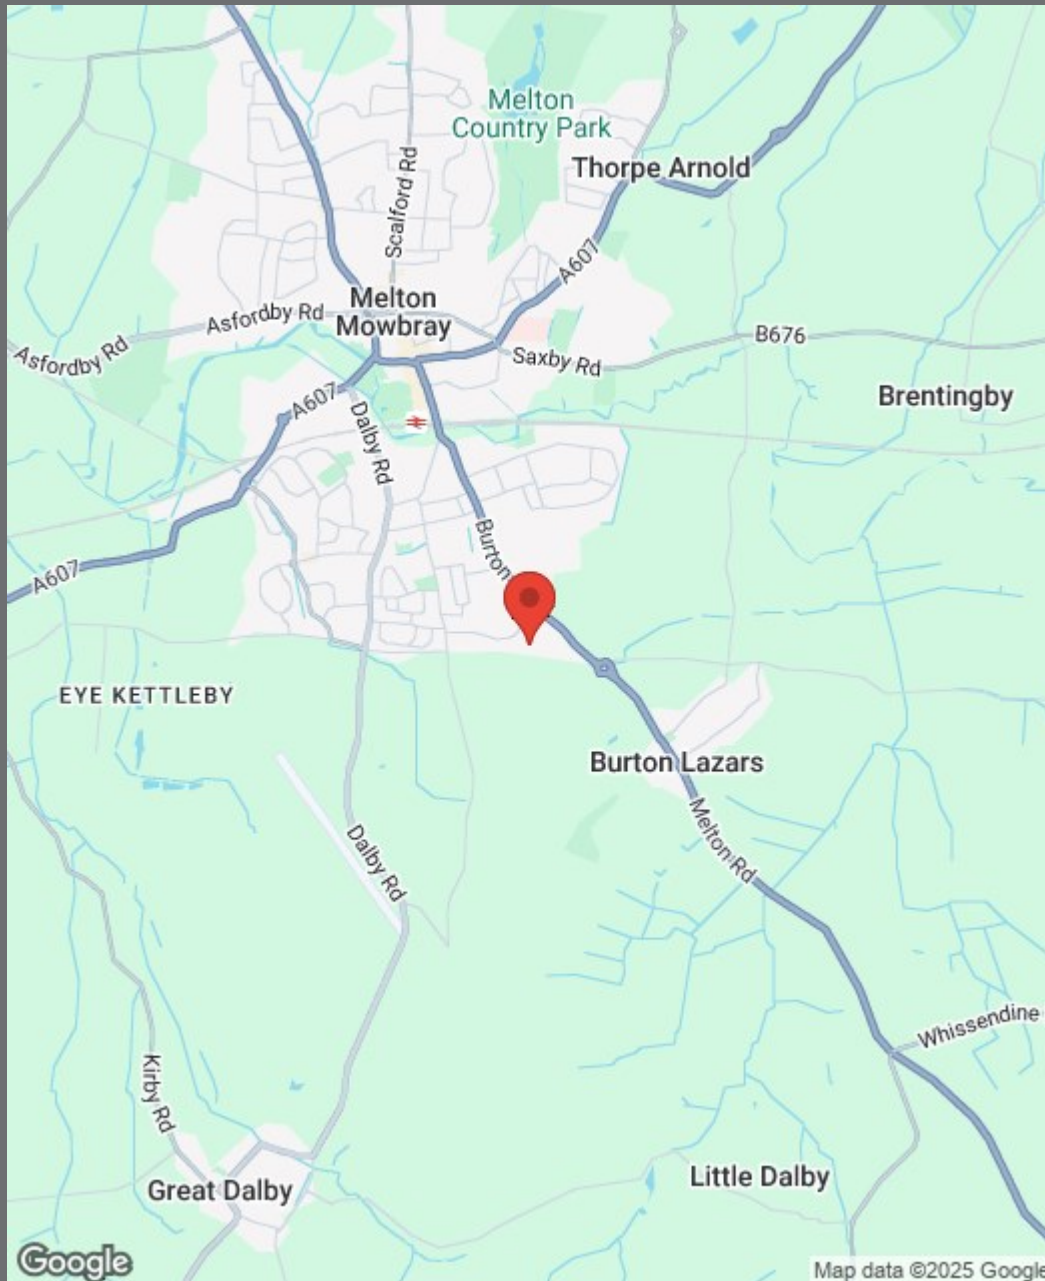 Melton
Country Park
Thorpe Arnold
Scalford Rd
A607
Melton
Mowbray
Asfordby Rd
Asfordby Rd
B676
Saxby Rd
Brentingby
A607
Dalby Rd
Burton
A607
EYE KETTLEBY
Burton Lazars
Melton Rd
Dalby Rd
Whissendine
Kirby Rd
Little Dalby
Great Dalby
Google
Map data ©2025 Google